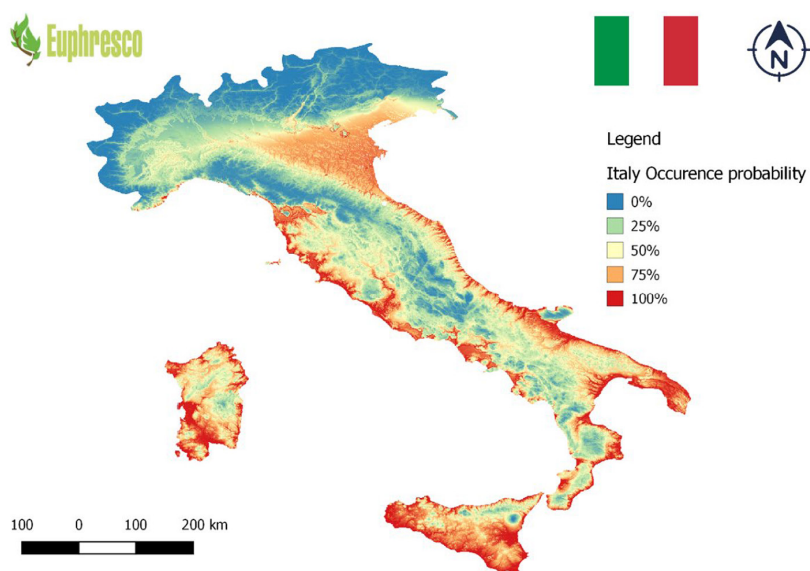 Euphresco
N
Legend
Italy Occurence probability
0%
25%
50%
75%
100%
100 0 100 200 km